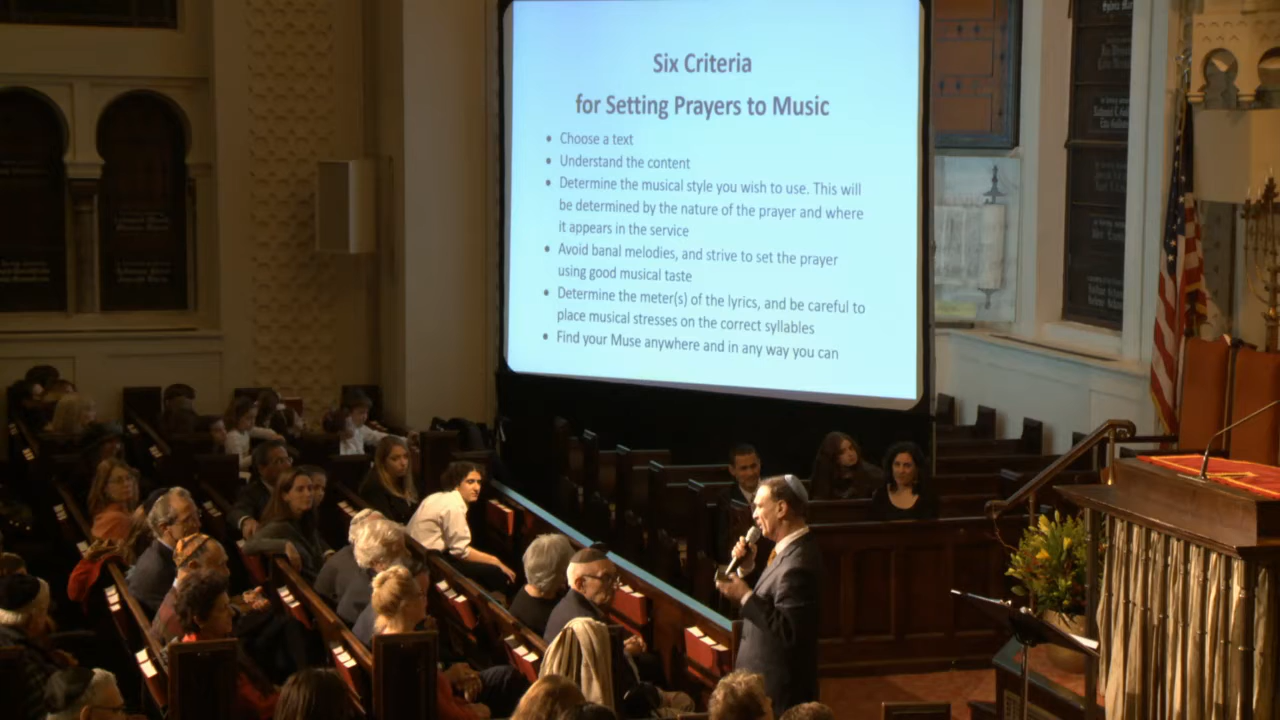 Six Criteria
for Setting Prayers to Music
• Choose a text
• Understand the content
• Determine the musical style you wish to use. This will
be determined by the nature of the prayer and where
it appears in the service
• Avoid banal melodies, and strive to set the prayer
using good musical taste
• Determine the meter(s) of the lyrics, and be careful to
place musical stresses on the correct syllables
• Find your Muse anywhere and in any way you can